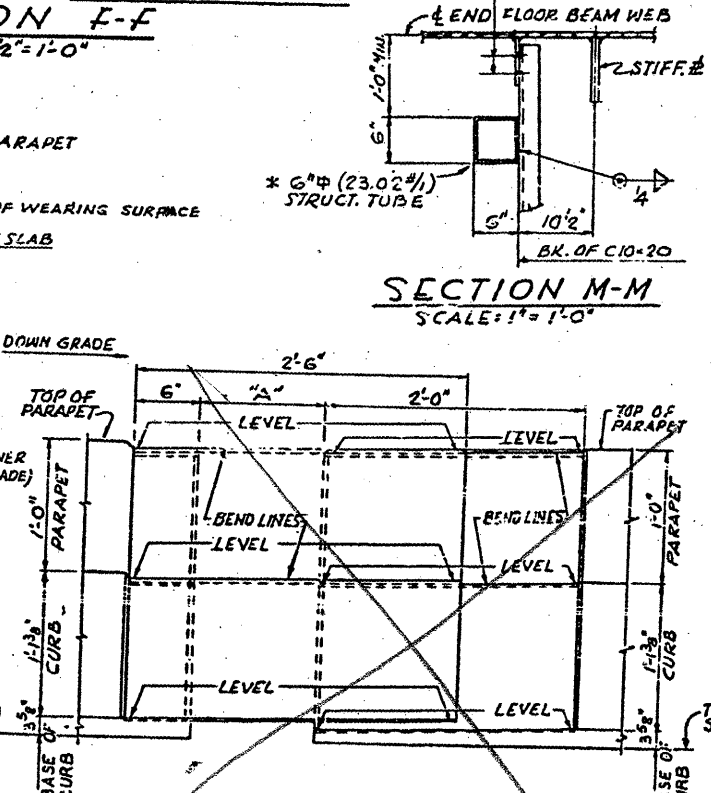 ON F-F
2"=1'-0"
ARAPET
OF WEARING SURFACE
SLAB
℄ END FLOOR BEAM WEB
STIFF. ℄
1'-0" MIN.
6"
* 6"⌽ (23.02#/1)
STRUCT. TUBE
1/4
6"
10 1/2"
BK. OF C10×20
SECTION M-M
SCALE: 1"= 1'-0"
DOWN GRADE
2'-6"
6"
"A"
2'-0"
TOP OF
PARAPET
LEVEL
LEVEL
TOP OF
PARAPET
1'-0"
PARAPET
BEND LINES
BEND LINES
1'-0"
PARAPET
LEVEL
LEVEL
1'-1 3/8"
CURB
1'-1 3/8"
CURB
LEVEL
LEVEL
3 5/8"
3 5/8"
BASE OF
CURB
SE OF